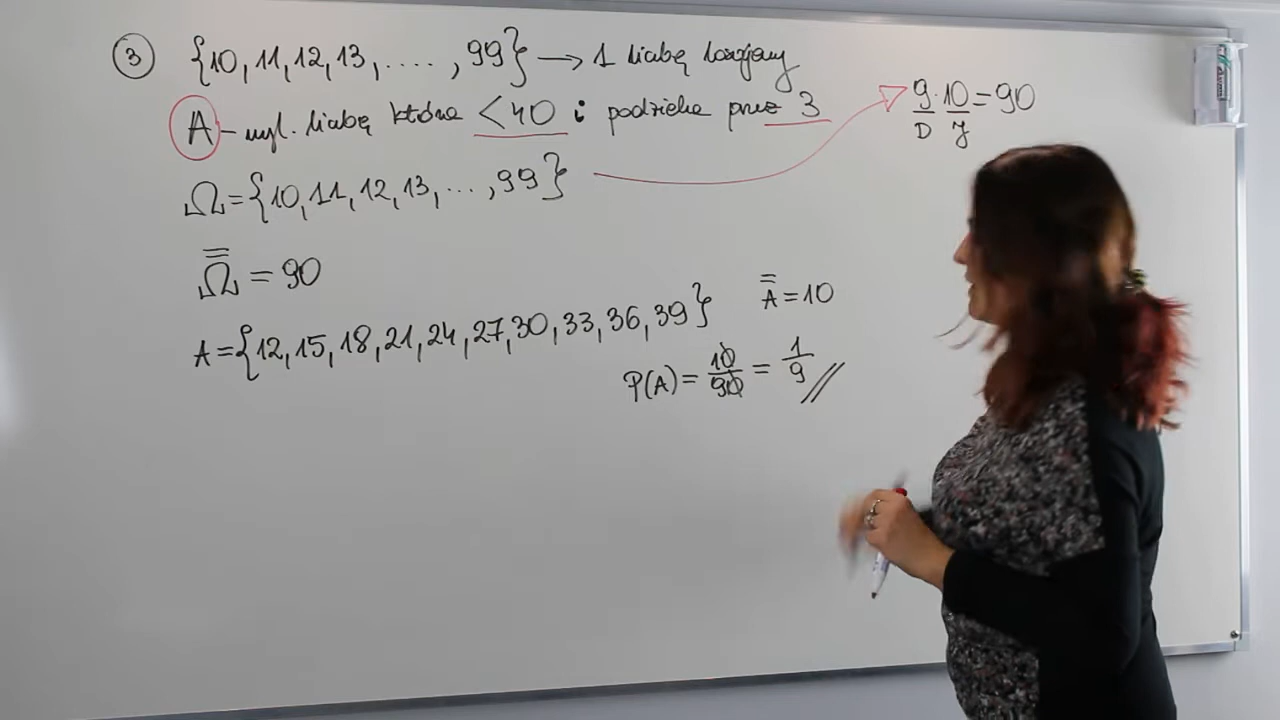 ③ {10, 11, 12, 13, ...., 99} → 1 liczbę losujemy
A - wyl. liczbę która < 40 i podzielna przez 3
9·10=90
D J
Ω={10, 11, 12, 13, ..., 99}
Ω̿ = 90
A={12, 15, 18, 21, 24, 27, 30, 33, 36, 39}
A̿ = 10
P(A) = 10/90 = 1/9 //